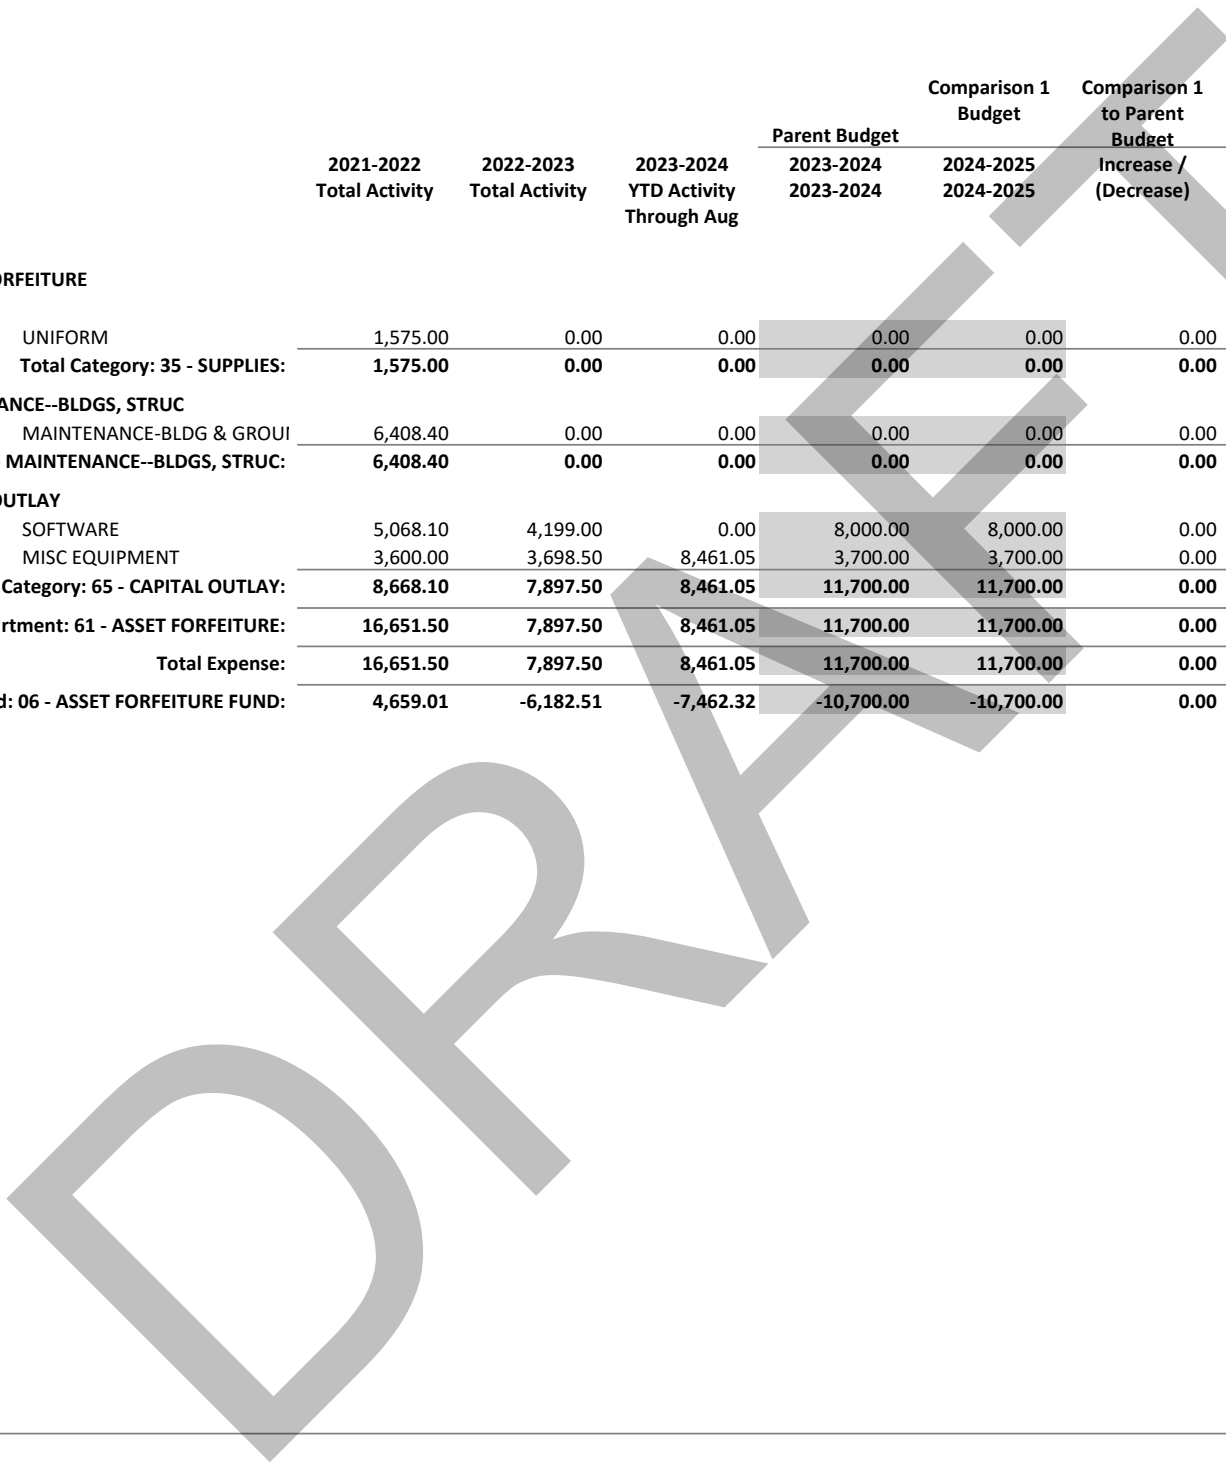 Comparison 1 Comparison 1
Budget to Parent
Parent Budget Budget
2021-2022 2022-2023 2023-2024 2023-2024 2024-2025 Increase /
Total Activity Total Activity YTD Activity 2023-2024 2024-2025 (Decrease)
Through Aug
ORFEITURE
UNIFORM 1,575.00 0.00 0.00 0.00 0.00 0.00
Total Category: 35 - SUPPLIES: 1,575.00 0.00 0.00 0.00 0.00 0.00
ANCE--BLDGS, STRUC
MAINTENANCE-BLDG & GROUN 6,408.40 0.00 0.00 0.00 0.00 0.00
- MAINTENANCE--BLDGS, STRUC: 6,408.40 0.00 0.00 0.00 0.00 0.00
OUTLAY
SOFTWARE 5,068.10 4,199.00 0.00 8,000.00 8,000.00 0.00
MISC EQUIPMENT 3,600.00 3,698.50 8,461.05 3,700.00 3,700.00 0.00
Category: 65 - CAPITAL OUTLAY: 8,668.10 7,897.50 8,461.05 11,700.00 11,700.00 0.00
rtment: 61 - ASSET FORFEITURE: 16,651.50 7,897.50 8,461.05 11,700.00 11,700.00 0.00
Total Expense: 16,651.50 7,897.50 8,461.05 11,700.00 11,700.00 0.00
d: 06 - ASSET FORFEITURE FUND: 4,659.01 -6,182.51 -7,462.32 -10,700.00 -10,700.00 0.00
DRAFT